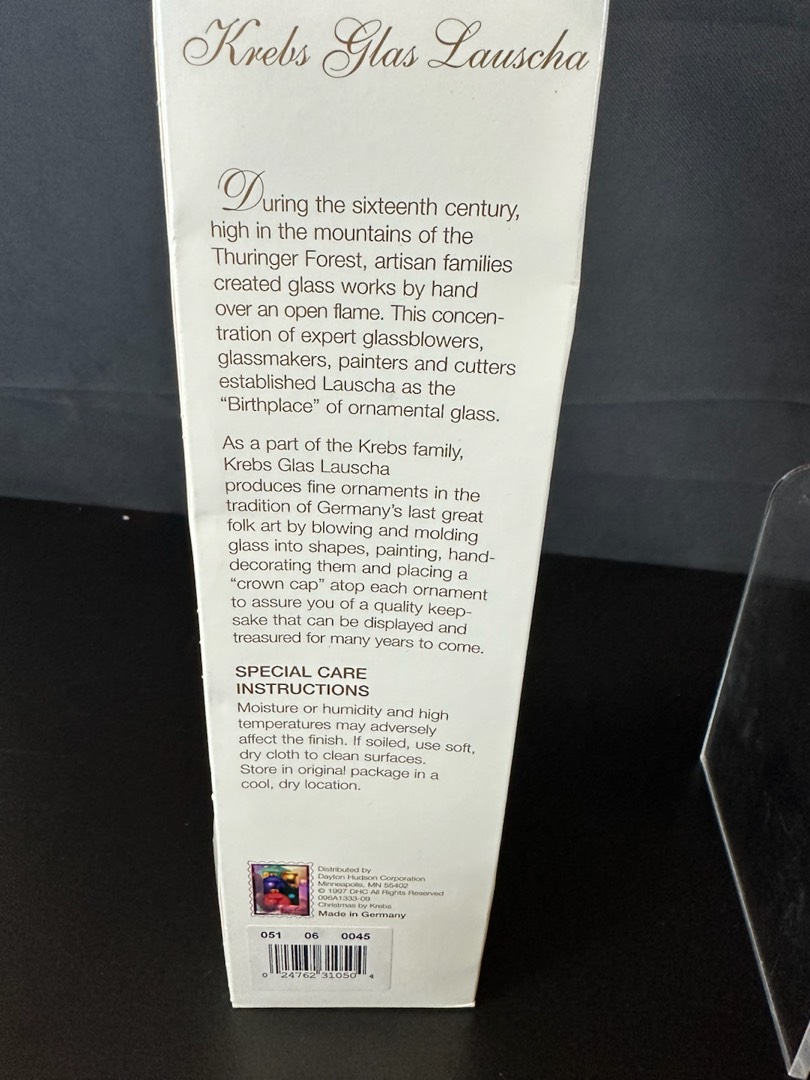 Krebs Glas Lauscha
During the sixteenth century,
high in the mountains of the
Thuringer Forest, artisan families
created glass works by hand
over an open flame. This concen-
tration of expert glassblowers,
glassmakers, painters and cutters
established Lauscha as the
“Birthplace” of ornamental glass.
As a part of the Krebs family,
Krebs Glas Lauscha
produces fine ornaments in the
tradition of Germany’s last great
folk art by blowing and molding
glass into shapes, painting, hand-
decorating them and placing a
“crown cap” atop each ornament
to assure you of a quality keep-
sake that can be displayed and
treasured for many years to come.
SPECIAL CARE
INSTRUCTIONS
Moisture or humidity and high
temperatures may adversely
affect the finish. If soiled, use soft,
dry cloth to clean surfaces.
Store in original package in a
cool, dry location.
Distributed by
Dayton Hudson Corporation
Minneapolis, MN 55402
© 1997 DHC All Rights Reserved
096A1333-09
Christmas by Krebs
Made in Germany
051 06 0045
0 24762 31050 4